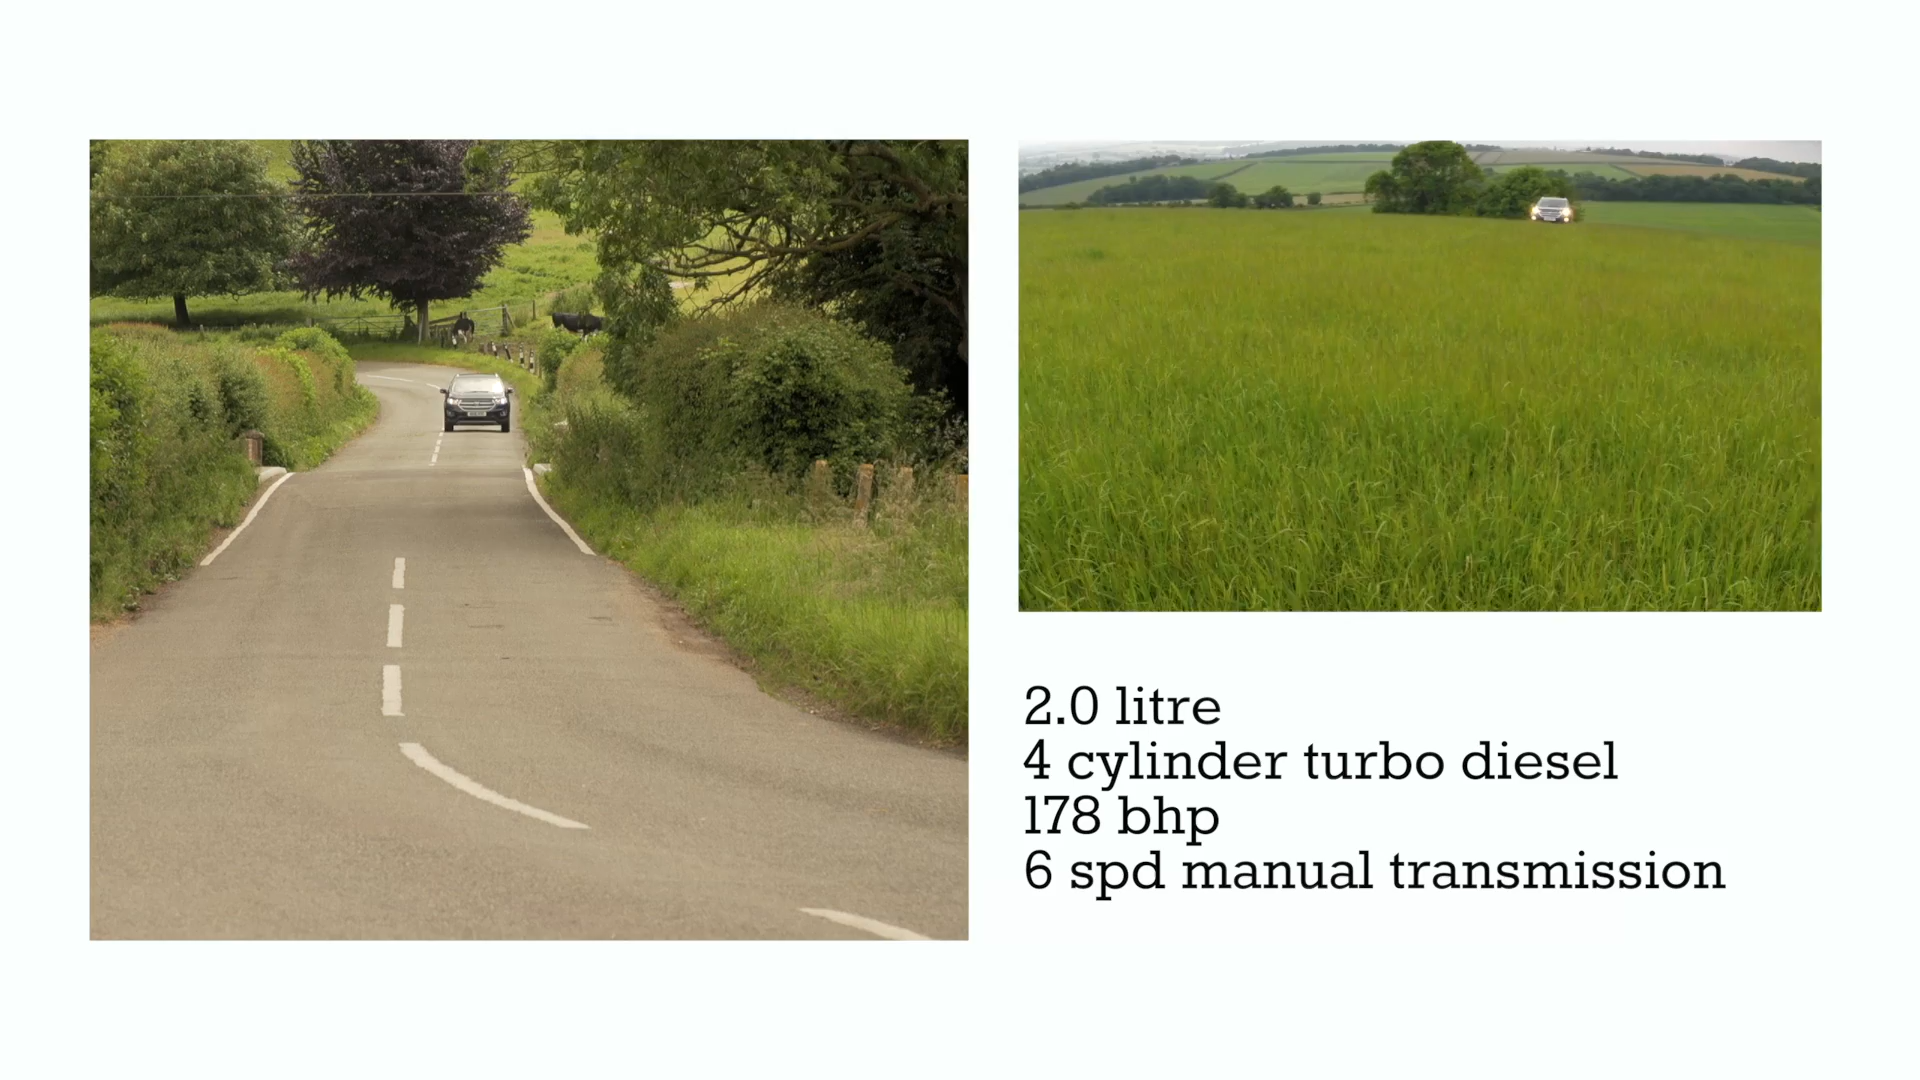 2.0 litre
4 cylinder turbo diesel
178 bhp
6 spd manual transmission